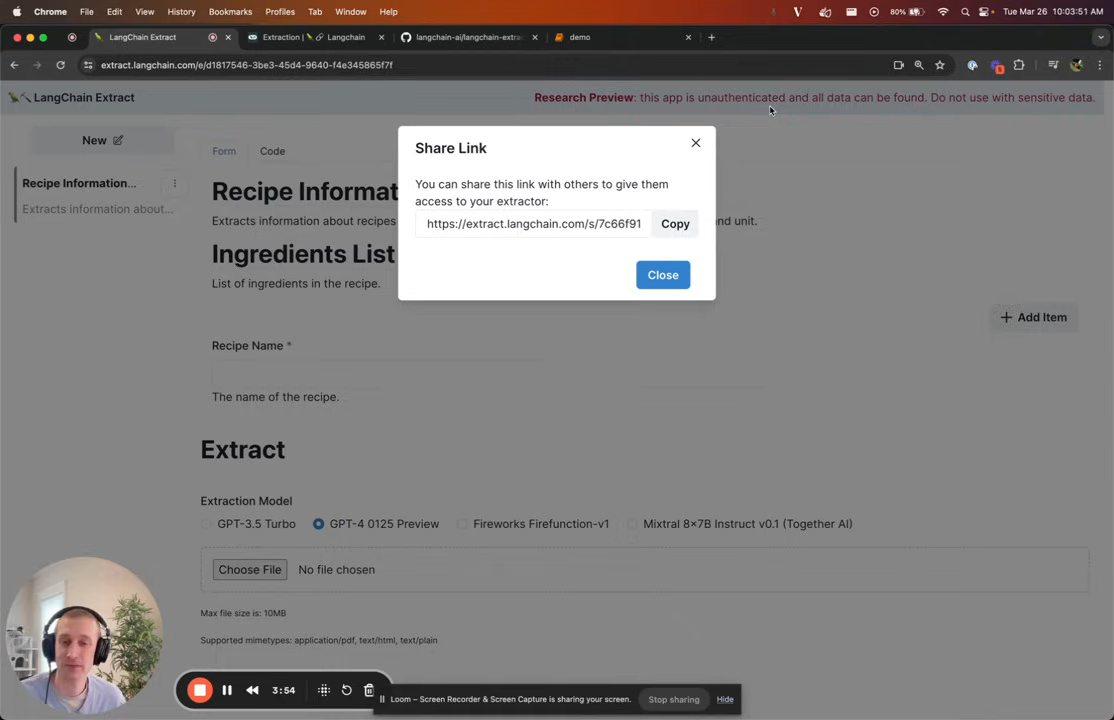 Chrome File Edit View History Bookmarks Profiles Tab Window Help 80% Tue Mar 26 10:03:51 AM
LangChain Extract Extraction | Langchain langchain-ai/langchain-extra demo
extract.langchain.com/e/d1817546-3be3-45d4-9640-f4e345865f7f
LangChain Extract Research Preview: this app is unauthenticated and all data can be found. Do not use with sensitive data.
New
Form Code
Share Link
You can share this link with others to give them
access to your extractor:
https://extract.langchain.com/s/7c66f91 Copy
Close
Recipe Information...
Extracts information about...
Recipe Informat
Extracts information about recipes and unit.
Ingredients List
List of ingredients in the recipe.
Add Item
Recipe Name *
The name of the recipe.
Extract
Extraction Model
GPT-3.5 Turbo GPT-4 0125 Preview Fireworks Firefunction-v1 Mixtral 8x7B Instruct v0.1 (Together AI)
Choose File No file chosen
Max file size is: 10MB
Supported mimetypes: application/pdf, text/html, text/plain
3:54
Loom – Screen Recorder & Screen Capture is sharing your screen. Stop sharing Hide